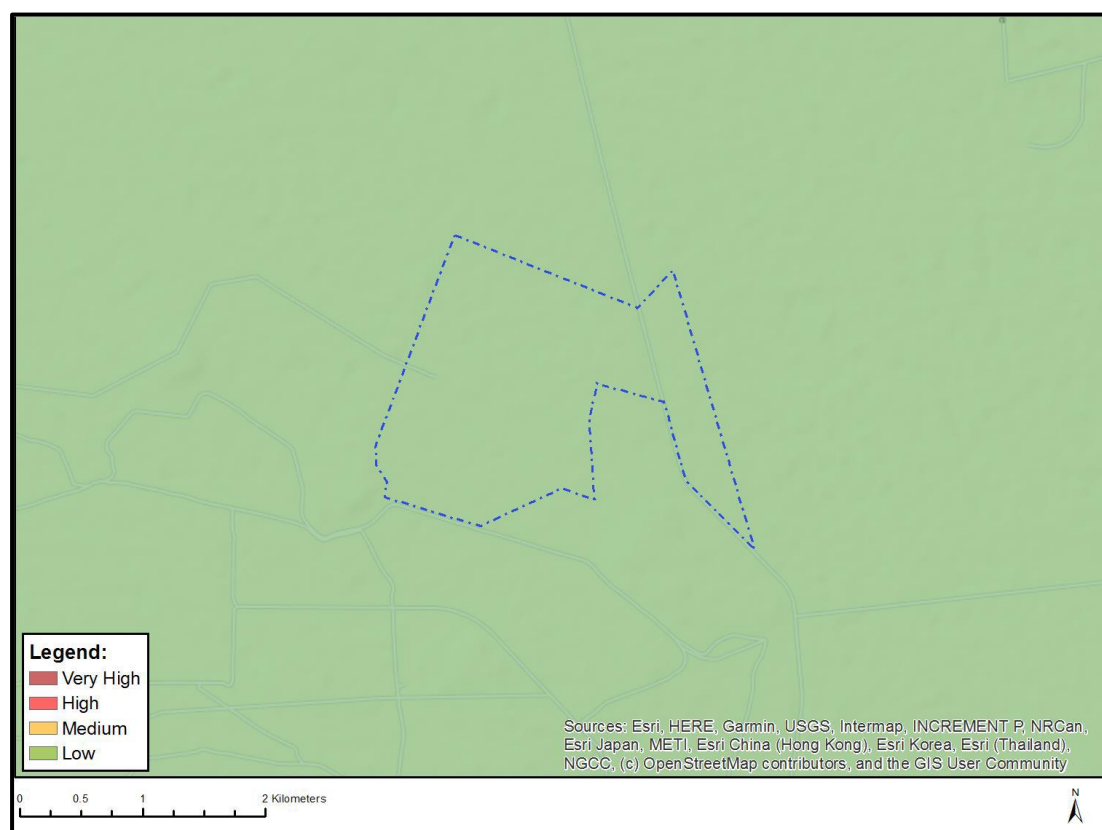 Legend:
Very High
High
Medium
Low
Sources: Esri, HERE, Garmin, USGS, Intermap, INCREMENT P, NRCan,
Esri Japan, METI, Esri China (Hong Kong), Esri Korea, Esri (Thailand),
NGCC, (c) OpenStreetMap contributors, and the GIS User Community
0 0.5 1 2 Kilometers
N